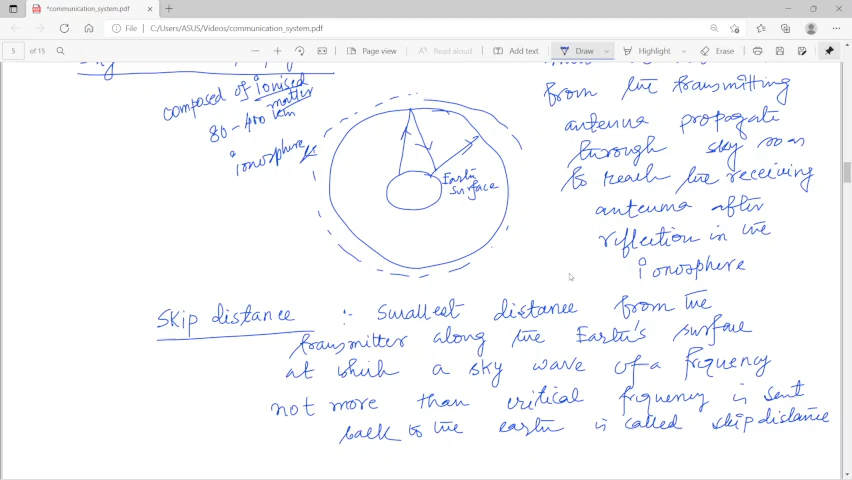 *communication_system.pdf
File
C:/Users/ASUS/Videos/communication_system.pdf
5 of 15
Page view
Read aloud
Add text
Draw
Highlight
Erase
composed of ionised
matter
80-400 km
ionosphere
Earth
surface
from the transmitting
antenna propagate
through sky
to reach the receiving
antenna after
reflection in the
ionosphere
Skip distance :- Smallest distance from the
transmitter along the Earth's surface
at which a sky wave of a frequency
not more than critical frequency is sent
back to the earth is called skip distance